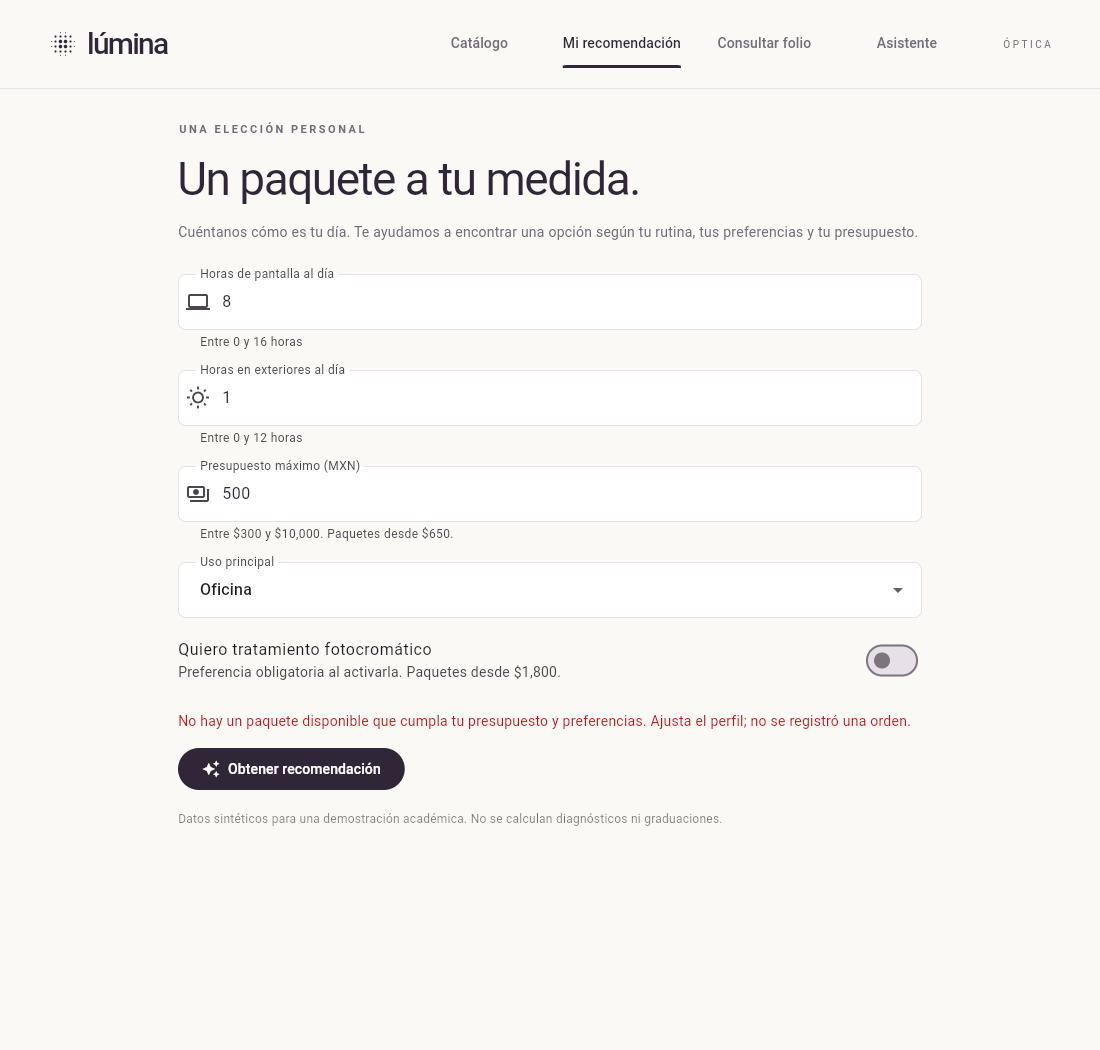 lúmina
Catálogo
Mi recomendación
Consultar folio
Asistente
ÓPTICA
UNA ELECCIÓN PERSONAL
Un paquete a tu medida.
Cuéntanos cómo es tu día. Te ayudamos a encontrar una opción según tu rutina, tus preferencias y tu presupuesto.
Horas de pantalla al día
8
Entre 0 y 16 horas
Horas en exteriores al día
1
Entre 0 y 12 horas
Presupuesto máximo (MXN)
500
Entre $300 y $10,000. Paquetes desde $650.
Uso principal
Oficina
Quiero tratamiento fotocromático
Preferencia obligatoria al activarla. Paquetes desde $1,800.
No hay un paquete disponible que cumpla tu presupuesto y preferencias. Ajusta el perfil; no se registró una orden.
Obtener recomendación
Datos sintéticos para una demostración académica. No se calculan diagnósticos ni graduaciones.